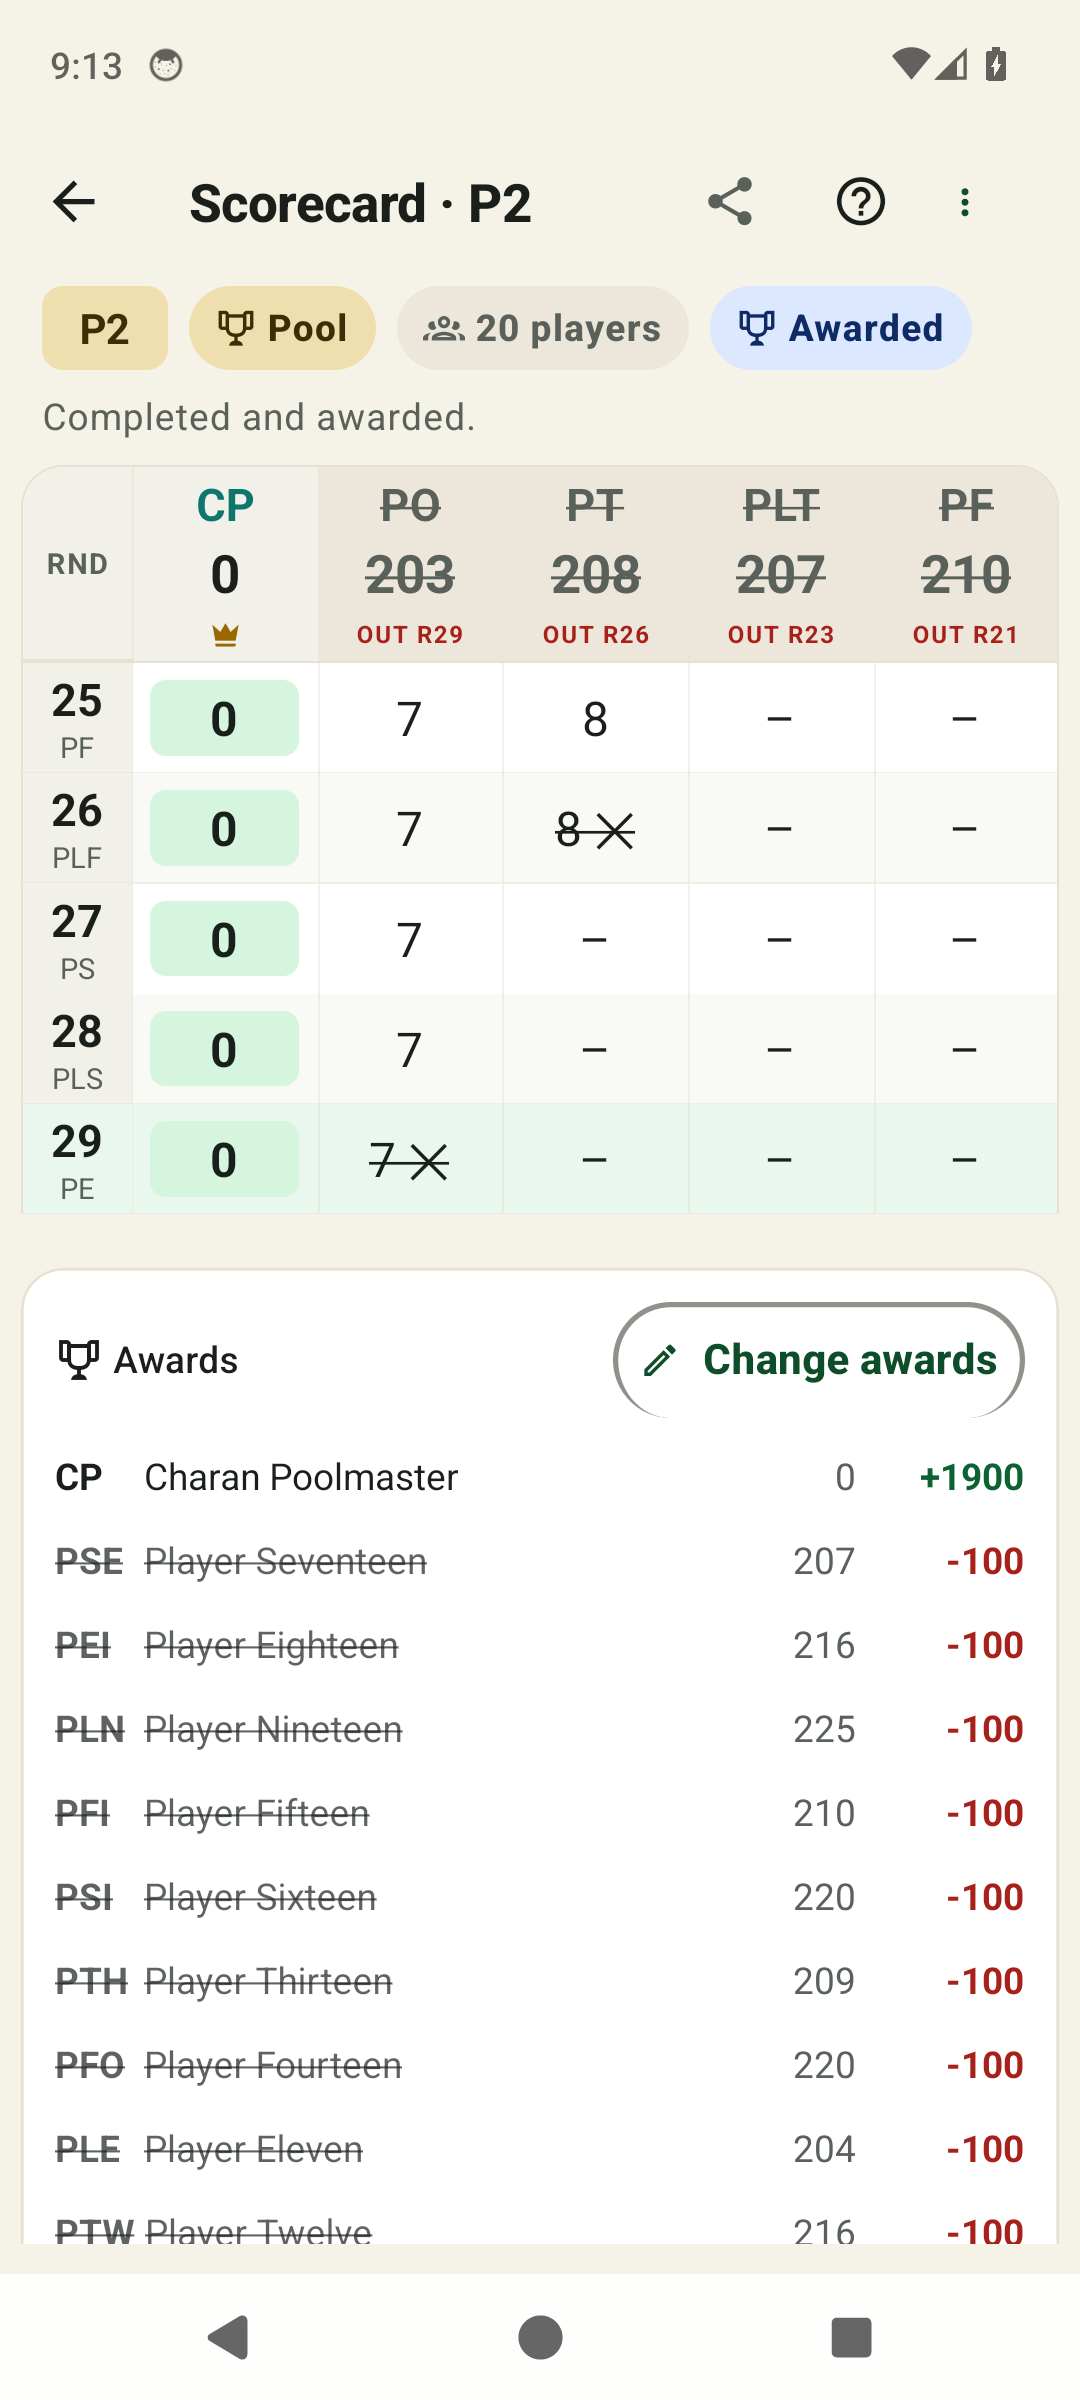 9:13
Scorecard · P2
P2 Pool 20 players Awarded
Completed and awarded.
RND CP PO PT PLT PF
0 203 208 207 210
OUT R29 OUT R26 OUT R23 OUT R21
25 0 7 8 – –
PF
26 0 7 8 ✕ – –
PLF
27 0 7 – – –
PS
28 0 7 – – –
PLS
29 0 7 ✕ – – –
PE
Awards Change awards
CP Charan Poolmaster 0 +1900
PSE Player Seventeen 207 -100
PEI Player Eighteen 216 -100
PLN Player Nineteen 225 -100
PFI Player Fifteen 210 -100
PSI Player Sixteen 220 -100
PTH Player Thirteen 209 -100
PFO Player Fourteen 220 -100
PLE Player Eleven 204 -100
PTW Player Twelve 216 -100